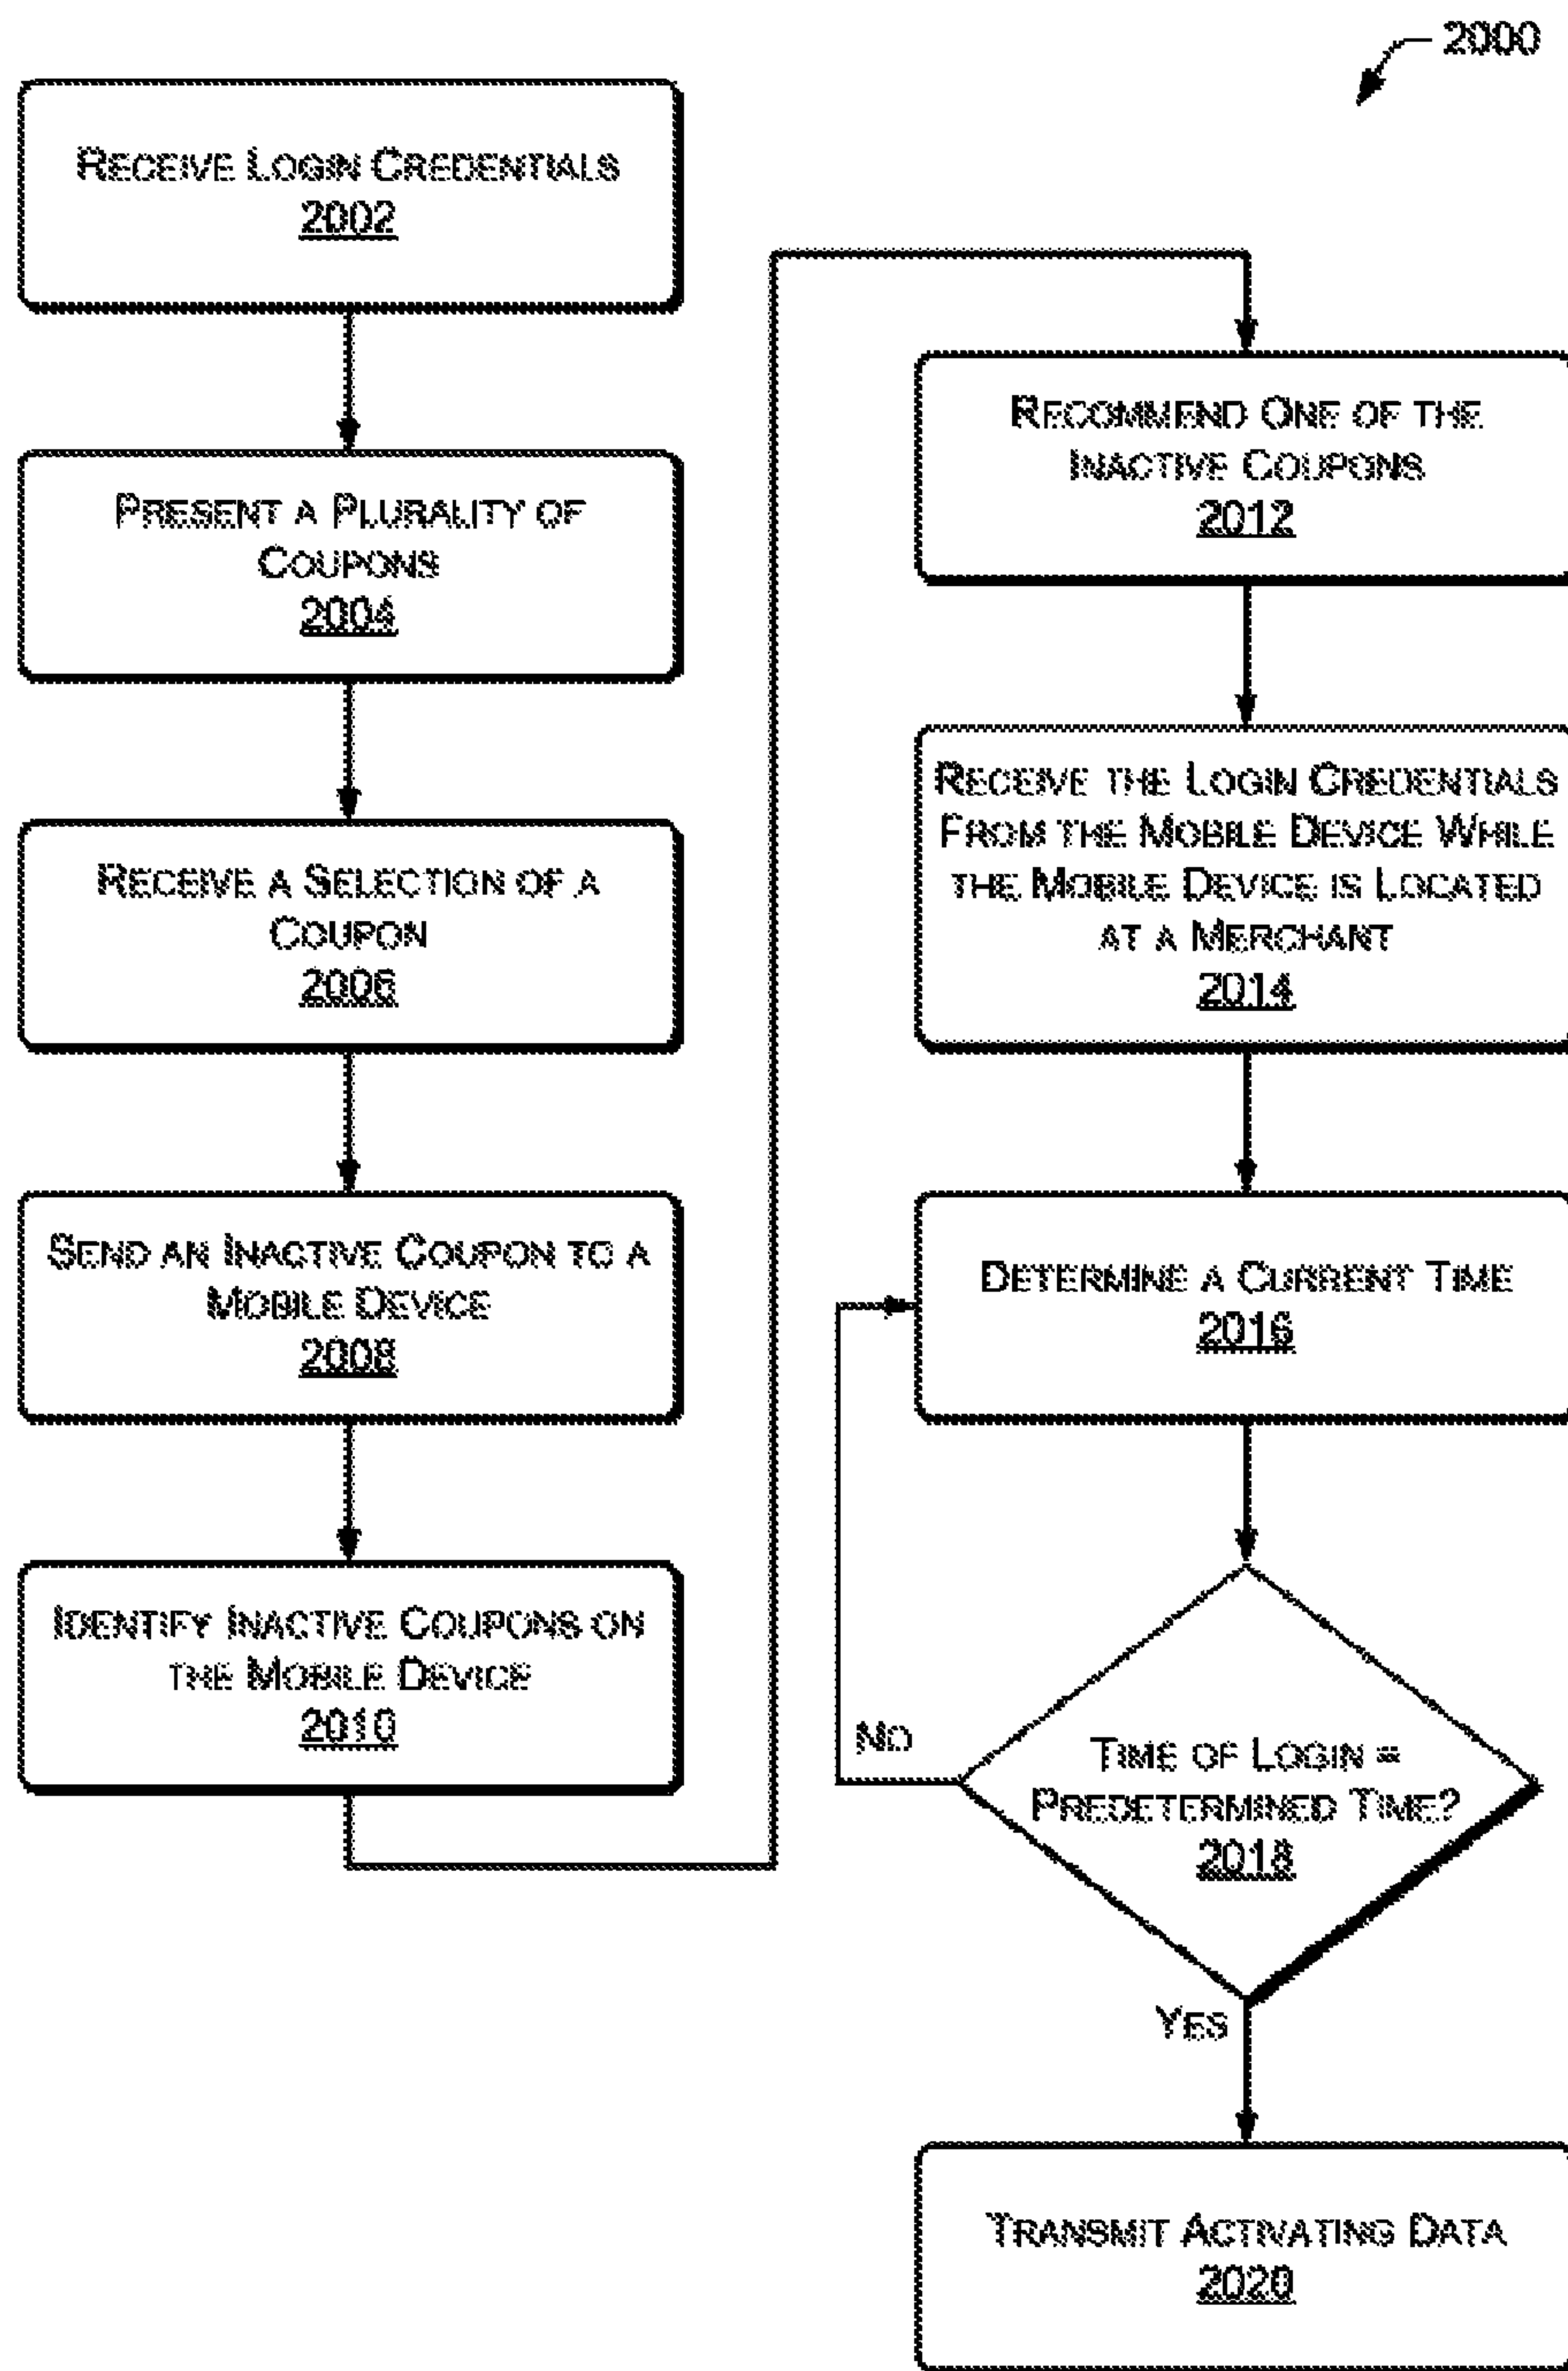 2000
RECEIVE LOGIN CREDENTIALS
2002
PRESENT A PLURALITY OF
COUPONS
2004
RECEIVE A SELECTION OF A
COUPON
2006
SEND AN INACTIVE COUPON TO A
MOBILE DEVICE
2008
IDENTIFY INACTIVE COUPONS ON
THE MOBILE DEVICE
2010
RECOMMEND ONE OF THE
INACTIVE COUPONS
2012
RECEIVE THE LOGIN CREDENTIALS
FROM THE MOBILE DEVICE WHILE
THE MOBILE DEVICE IS LOCATED
AT A MERCHANT
2014
DETERMINE A CURRENT TIME
2016
NO
TIME OF LOGIN =
PREDETERMINED TIME?
2018
YES
TRANSMIT ACTIVATING DATA
2020